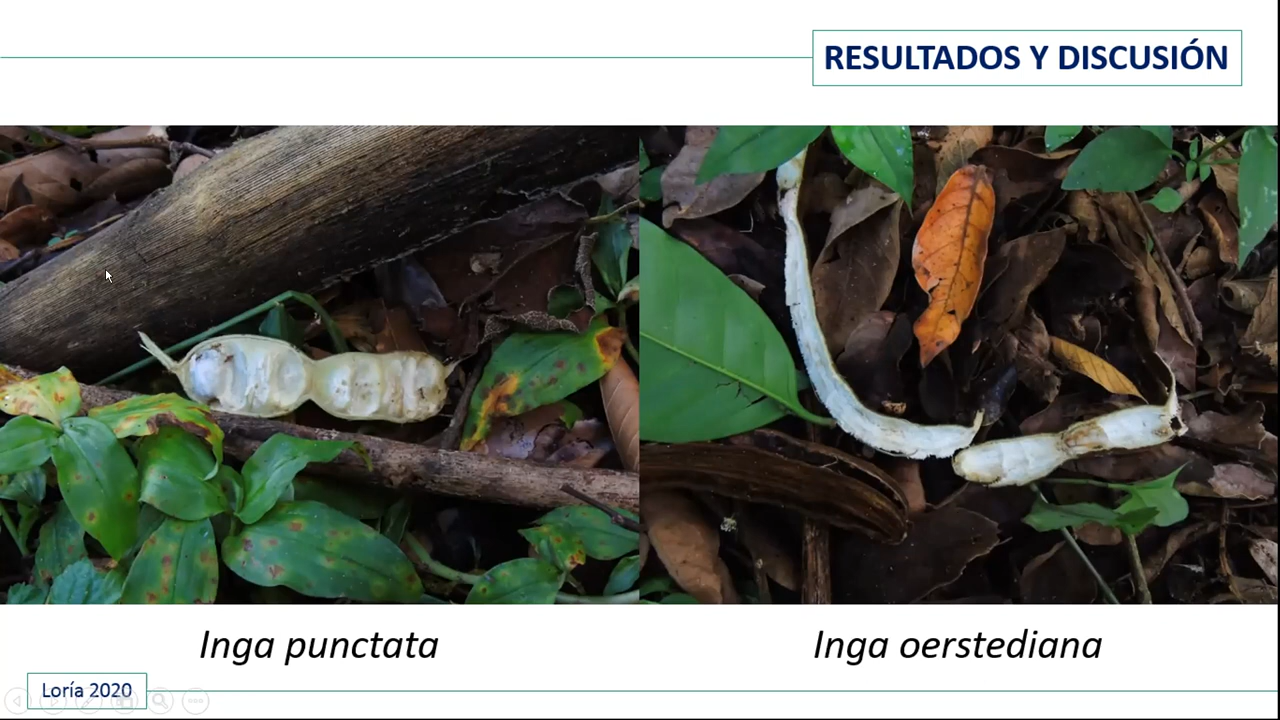 RESULTADOS Y DISCUSIÓN
Inga punctata
Inga oerstediana
Loría 2020